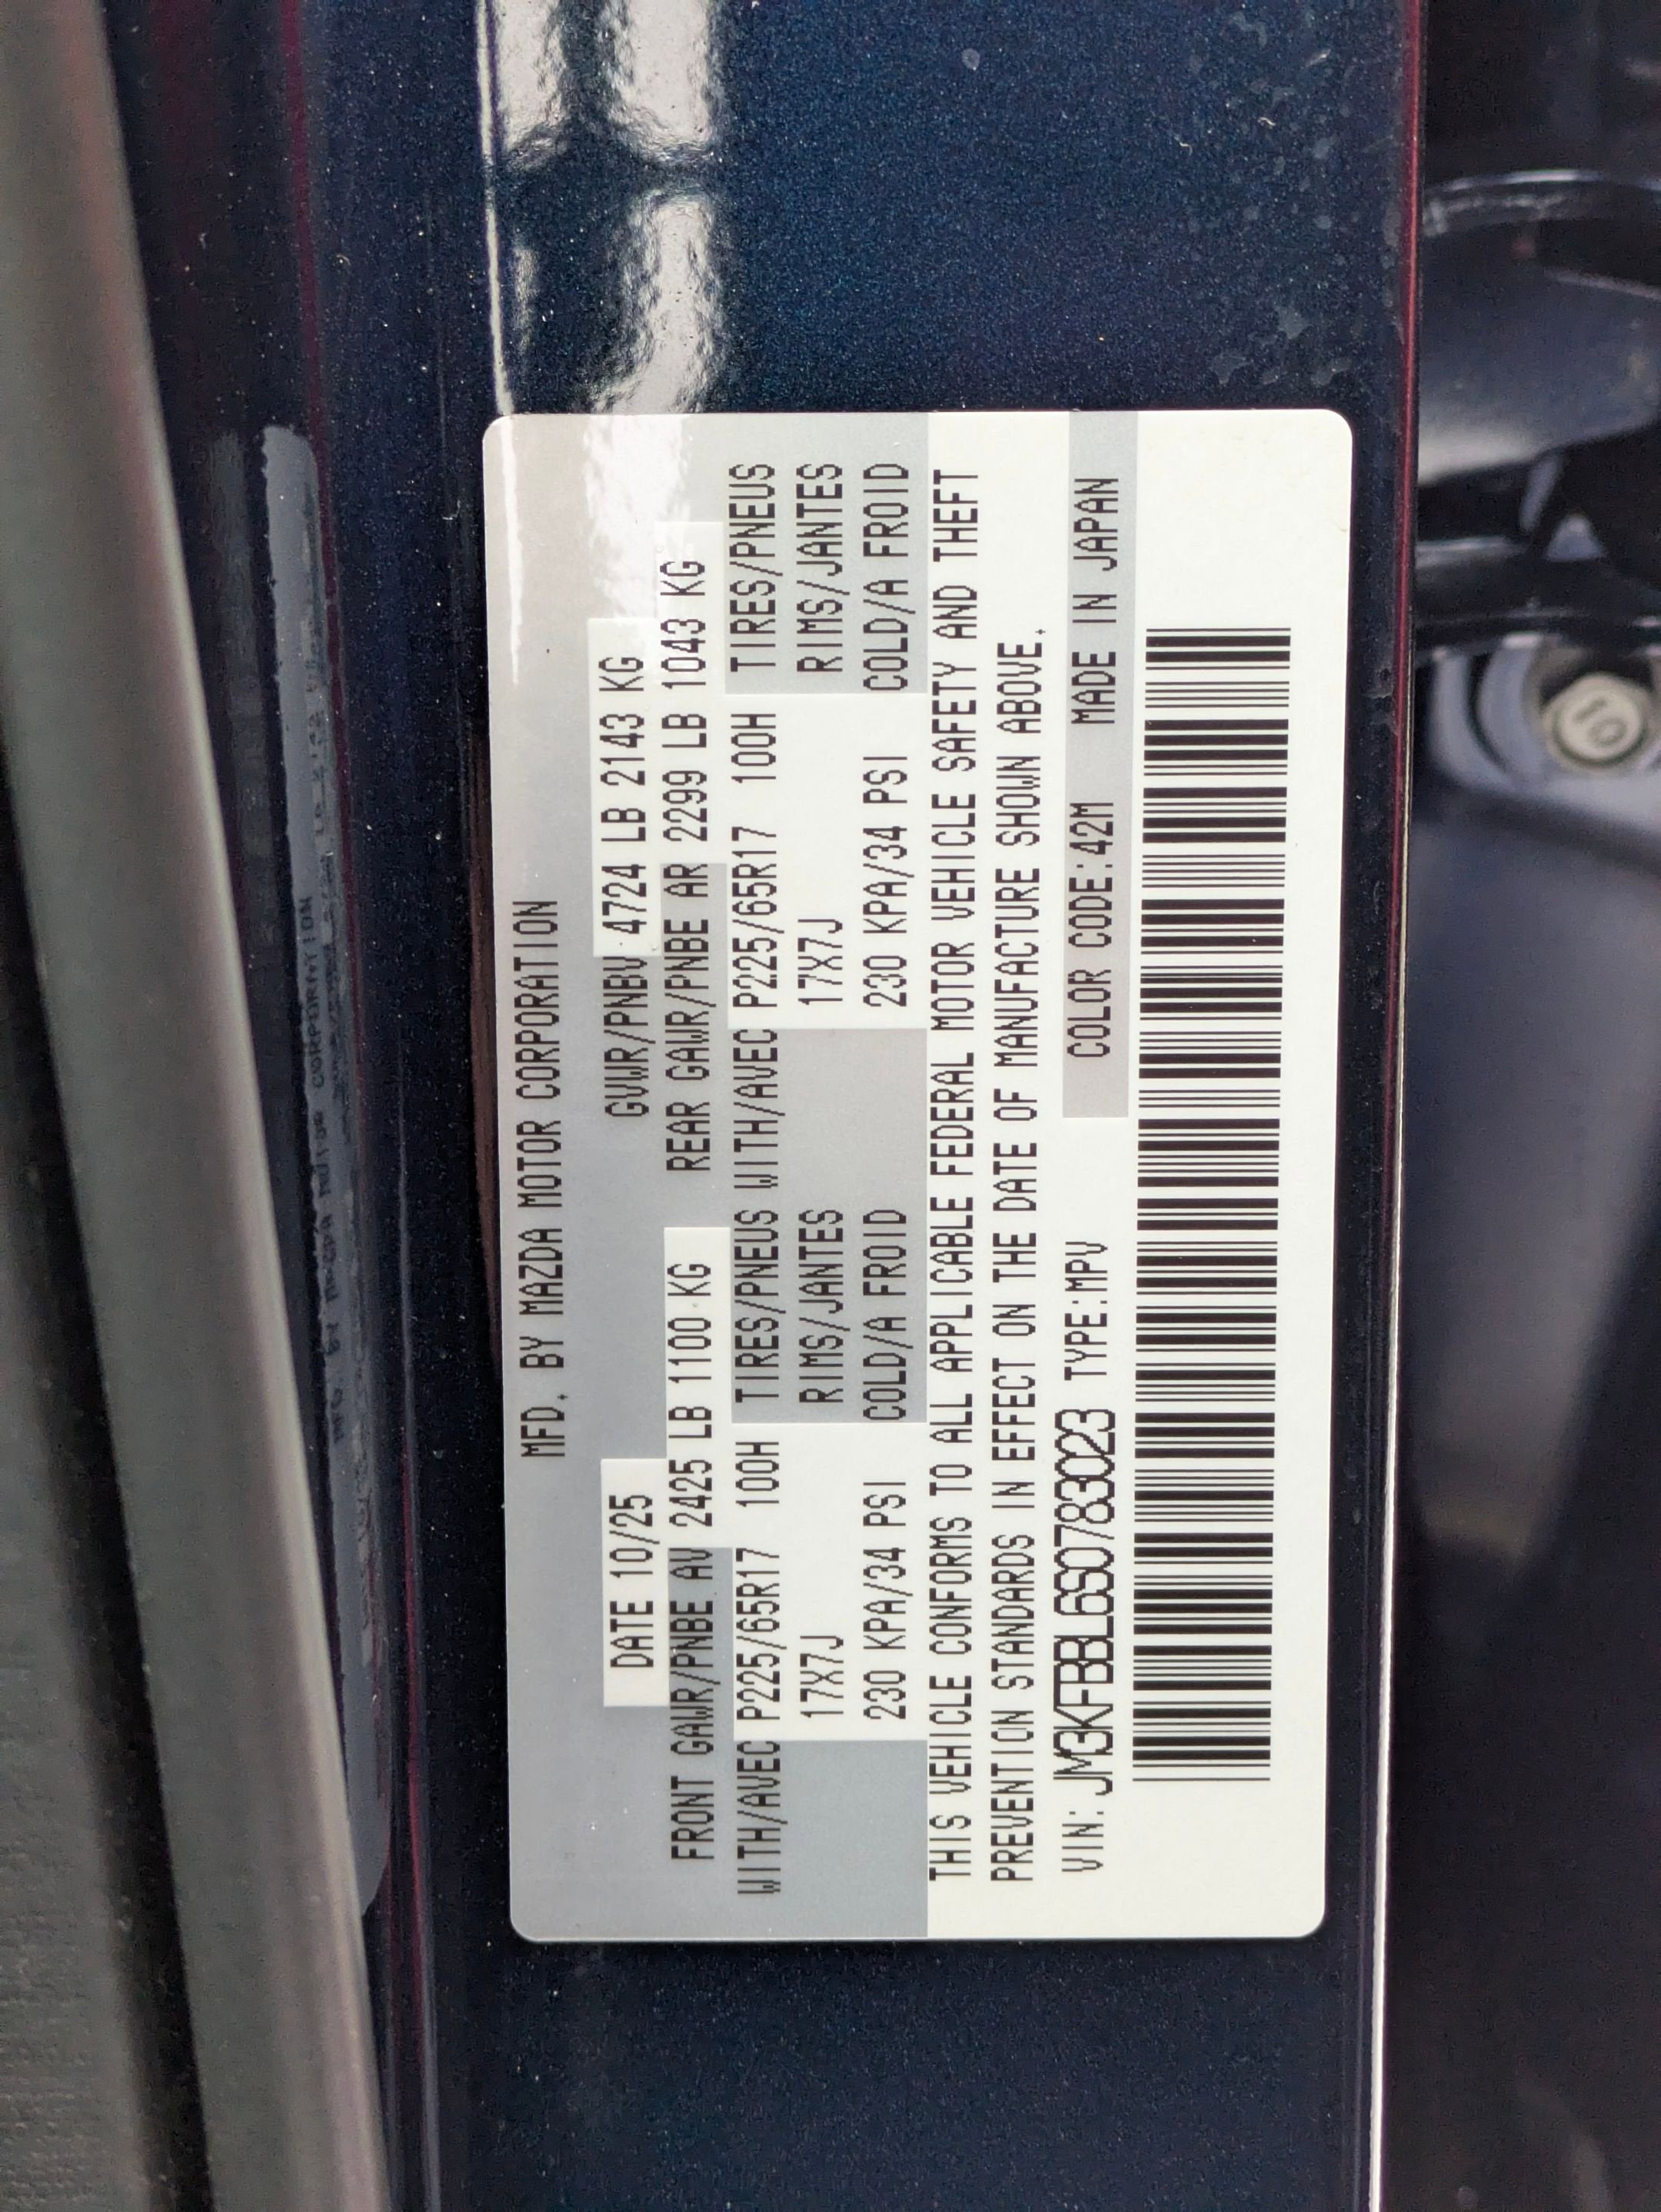 MFD. BY MAZDA MOTOR CORPORATION
DATE 10/25 GVWR/PNBV 4724 LB 2143 KG
FRONT GAWR/PNBE AV 2425 LB 1100 KG REAR GAWR/PNBE AR 2299 LB 1043 KG
WITH/AVEC P225/65R17 100H TIRES/PNEUS WITH/AVEC P225/65R17 100H TIRES/PNEUS
17X7J RIMS/JANTES 17X7J RIMS/JANTES
230 KPA/34 PSI COLD/A FROID 230 KPA/34 PSI COLD/A FROID
THIS VEHICLE CONFORMS TO ALL APPLICABLE FEDERAL MOTOR VEHICLE SAFETY AND THEFT
PREVENTION STANDARDS IN EFFECT ON THE DATE OF MANUFACTURE SHOWN ABOVE.
VIN: JM3KFBBL6S0783023 TYPE:MPV COLOR CODE:42M MADE IN JAPAN
10